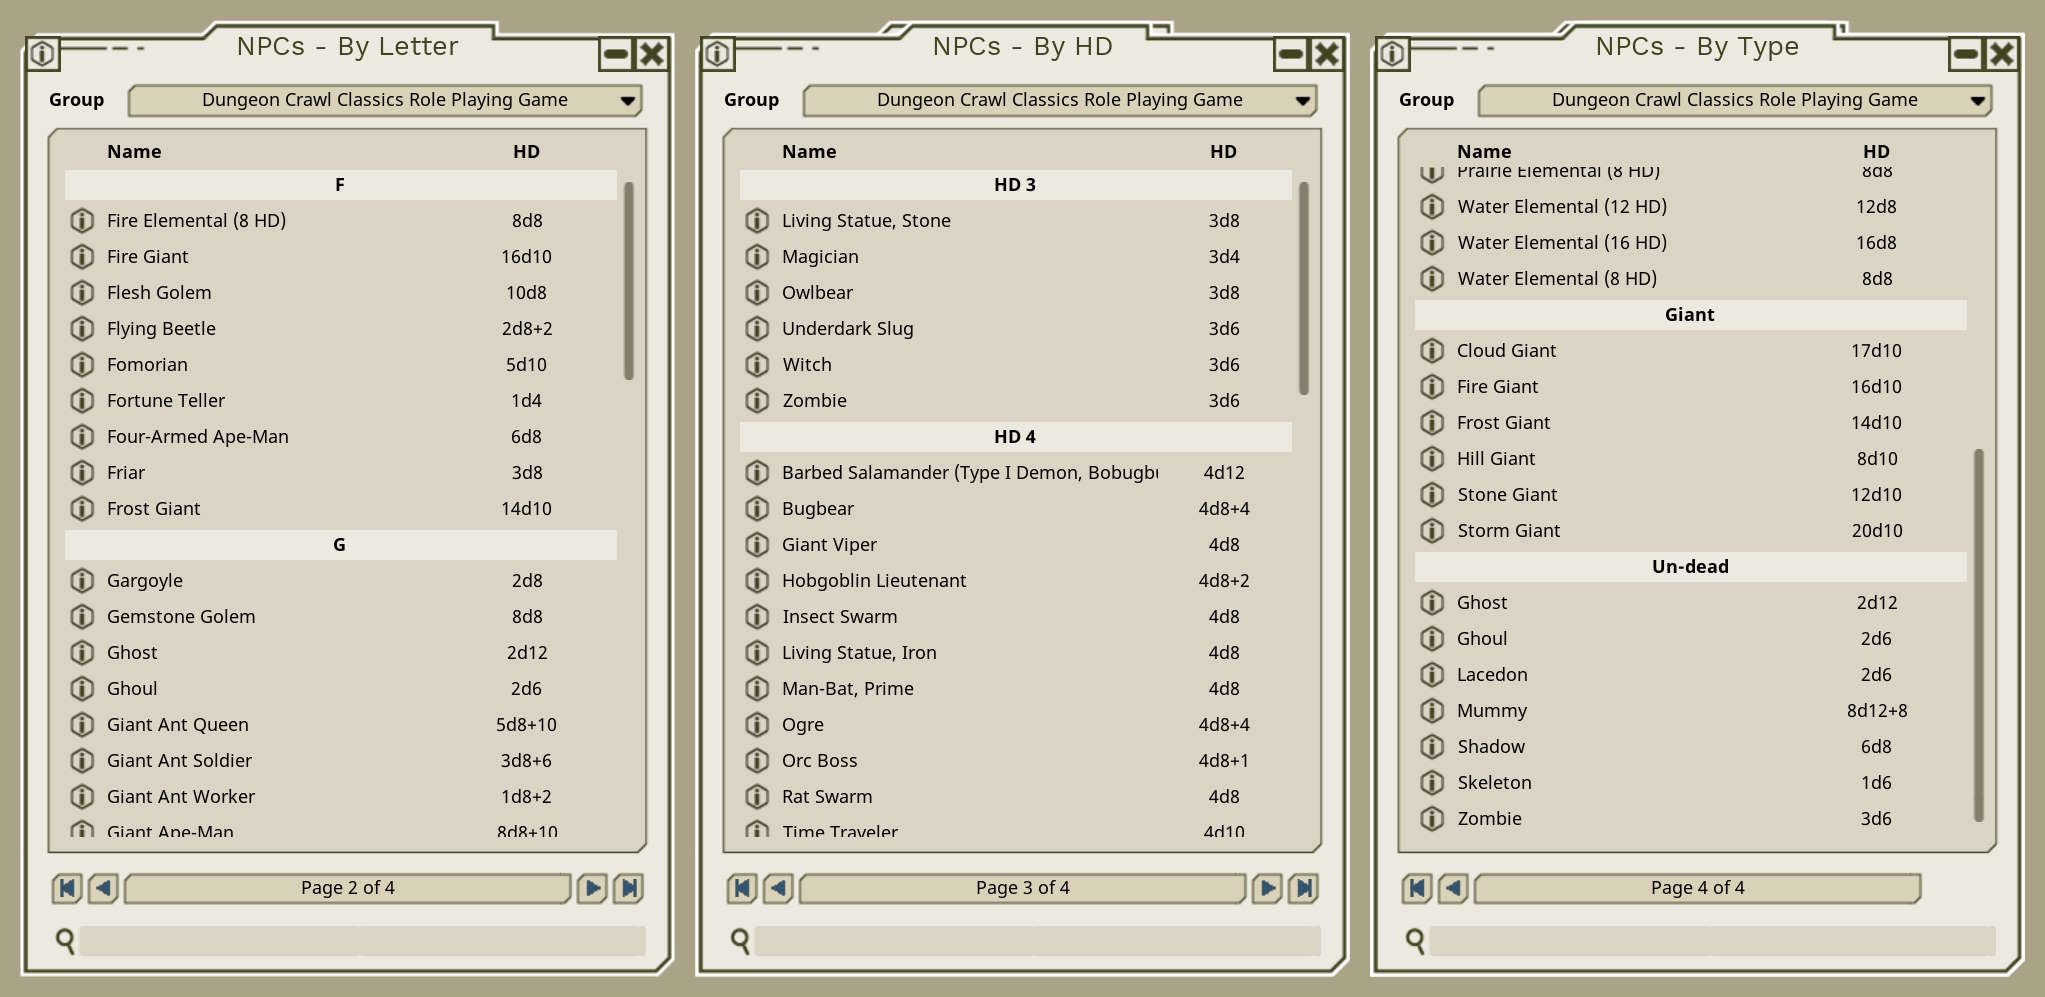 NPCs - By Letter
Group Dungeon Crawl Classics Role Playing Game
Name HD
F
Fire Elemental (8 HD) 8d8
Fire Giant 16d10
Flesh Golem 10d8
Flying Beetle 2d8+2
Fomorian 5d10
Fortune Teller 1d4
Four-Armed Ape-Man 6d8
Friar 3d8
Frost Giant 14d10
G
Gargoyle 2d8
Gemstone Golem 8d8
Ghost 2d12
Ghoul 2d6
Giant Ant Queen 5d8+10
Giant Ant Soldier 3d8+6
Giant Ant Worker 1d8+2
Giant Ape-Man 8d8+10
Page 2 of 4
NPCs - By HD
Group Dungeon Crawl Classics Role Playing Game
Name HD
HD 3
Living Statue, Stone 3d8
Magician 3d4
Owlbear 3d8
Underdark Slug 3d6
Witch 3d6
Zombie 3d6
HD 4
Barbed Salamander (Type I Demon, Bobugbu 4d12
Bugbear 4d8+4
Giant Viper 4d8
Hobgoblin Lieutenant 4d8+2
Insect Swarm 4d8
Living Statue, Iron 4d8
Man-Bat, Prime 4d8
Ogre 4d8+4
Orc Boss 4d8+1
Rat Swarm 4d8
Time Traveler 4d10
Page 3 of 4
NPCs - By Type
Group Dungeon Crawl Classics Role Playing Game
Name HD
Prairie Elemental (8 HD) 8d8
Water Elemental (12 HD) 12d8
Water Elemental (16 HD) 16d8
Water Elemental (8 HD) 8d8
Giant
Cloud Giant 17d10
Fire Giant 16d10
Frost Giant 14d10
Hill Giant 8d10
Stone Giant 12d10
Storm Giant 20d10
Un-dead
Ghost 2d12
Ghoul 2d6
Lacedon 2d6
Mummy 8d12+8
Shadow 6d8
Skeleton 1d6
Zombie 3d6
Page 4 of 4